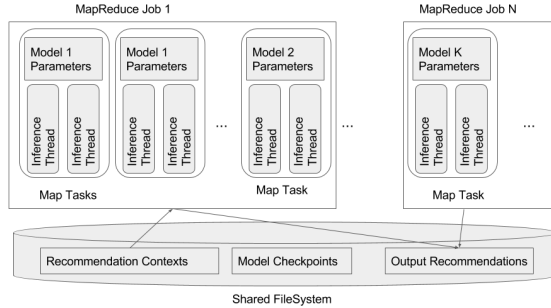 MapReduce Job 1
MapReduce Job N
Model 1
Parameters
Model 1
Parameters
Model 2
Parameters
Model K
Parameters
Inference
Thread
Inference
Thread
Inference
Thread
Inference
Thread
Inference
Thread
Inference
Thread
Inference
Thread
Inference
Thread
...
...
...
Map Tasks
Map Task
Map Task
Recommendation Contexts
Model Checkpoints
Output Recommendations
Shared FileSystem